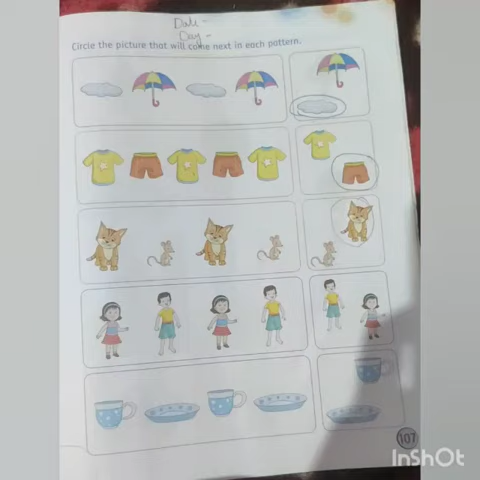 Date -
Day -
Circle the picture that will come next in each pattern.
107
InShOt